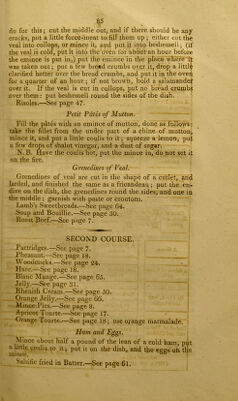 85
do for this; cut the middle out, and if there should be any
cracks, put a little force-meat to fill them up; either cut the
veal into collops, or mince it, and put it into beshemell; (if
the veal is cold, put it into the oven for about an hour before
the emince is put in,) put the emince in the place where it
was taken out; put a few bread crumbs over it, drop a little
clarified butter over the bread crumbs, and put it in the oven
for a quarter of an hour; if not brown, hold a salamander
over it. If the veal is cut in collops, put no bread crumbs
over them: put beshemell round the sides of the dish.
Risoles.—See page 47.
Petit Pâtés of Mutton.
Fill the pâtés with an emince of mutton, done as follows:
take the fillet from the under part of a chine of mutton,
mince it, and put a little coulis to it; squeeze a lemon, put
a few drops of shalot vinegar, and a dust of sugar.
N. B. Have the coulis hot, put the mince in, do not set it
on the fire.
Grenedines of Veal.
Grenedines of veal are cut in the shape of a cutlet, and
larded, and finished the same as a fricandeau; put the en-
dive on the dish, the grenedines round the sides, and one in
the middle; garnish with paste or croutons.
Lamb's Sweetbreads.—See page 64.
Soup and Bouillie.—See page 30.
Roast Beef.—See page 7.
SECOND COURSE.
Partridges.—See page 7.
Pheasant.—See page 18.
Woodcocks.—See page 24.
Hare.—See page 18.
Blanc Mange.—See page 65.
Jelly.—See page 31.
Rhenish Cream.—See page 50.
Orange Jelly.—See page 66.
Mince Pies.—See page 9.
Apricot Tourte.—See page 17.
Orange Tourte.—See page 18; use orange marmalade.
Ham and Eggs.
Mince about half a pound of the lean of a cold ham, put
a little coulis to it; put it on the dish, and the eggs on the
mince.
Salsifie fried in Batter.—See page 61.